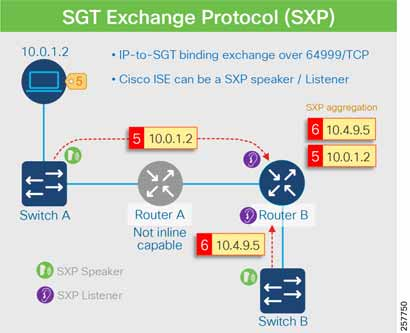 SGT Exchange Protocol (SXP)
10.0.1.2
• IP-to-SGT binding exchange over 64999/TCP
• Cisco ISE can be a SXP speaker / Listener
5
SXP aggregation
6 10.4.9.5
5 10.0.1.2
5 10.0.1.2
Switch A
Router A
Not inline
capable
Router B
6 10.4.9.5
SXP Speaker
SXP Listener
Switch B
257750